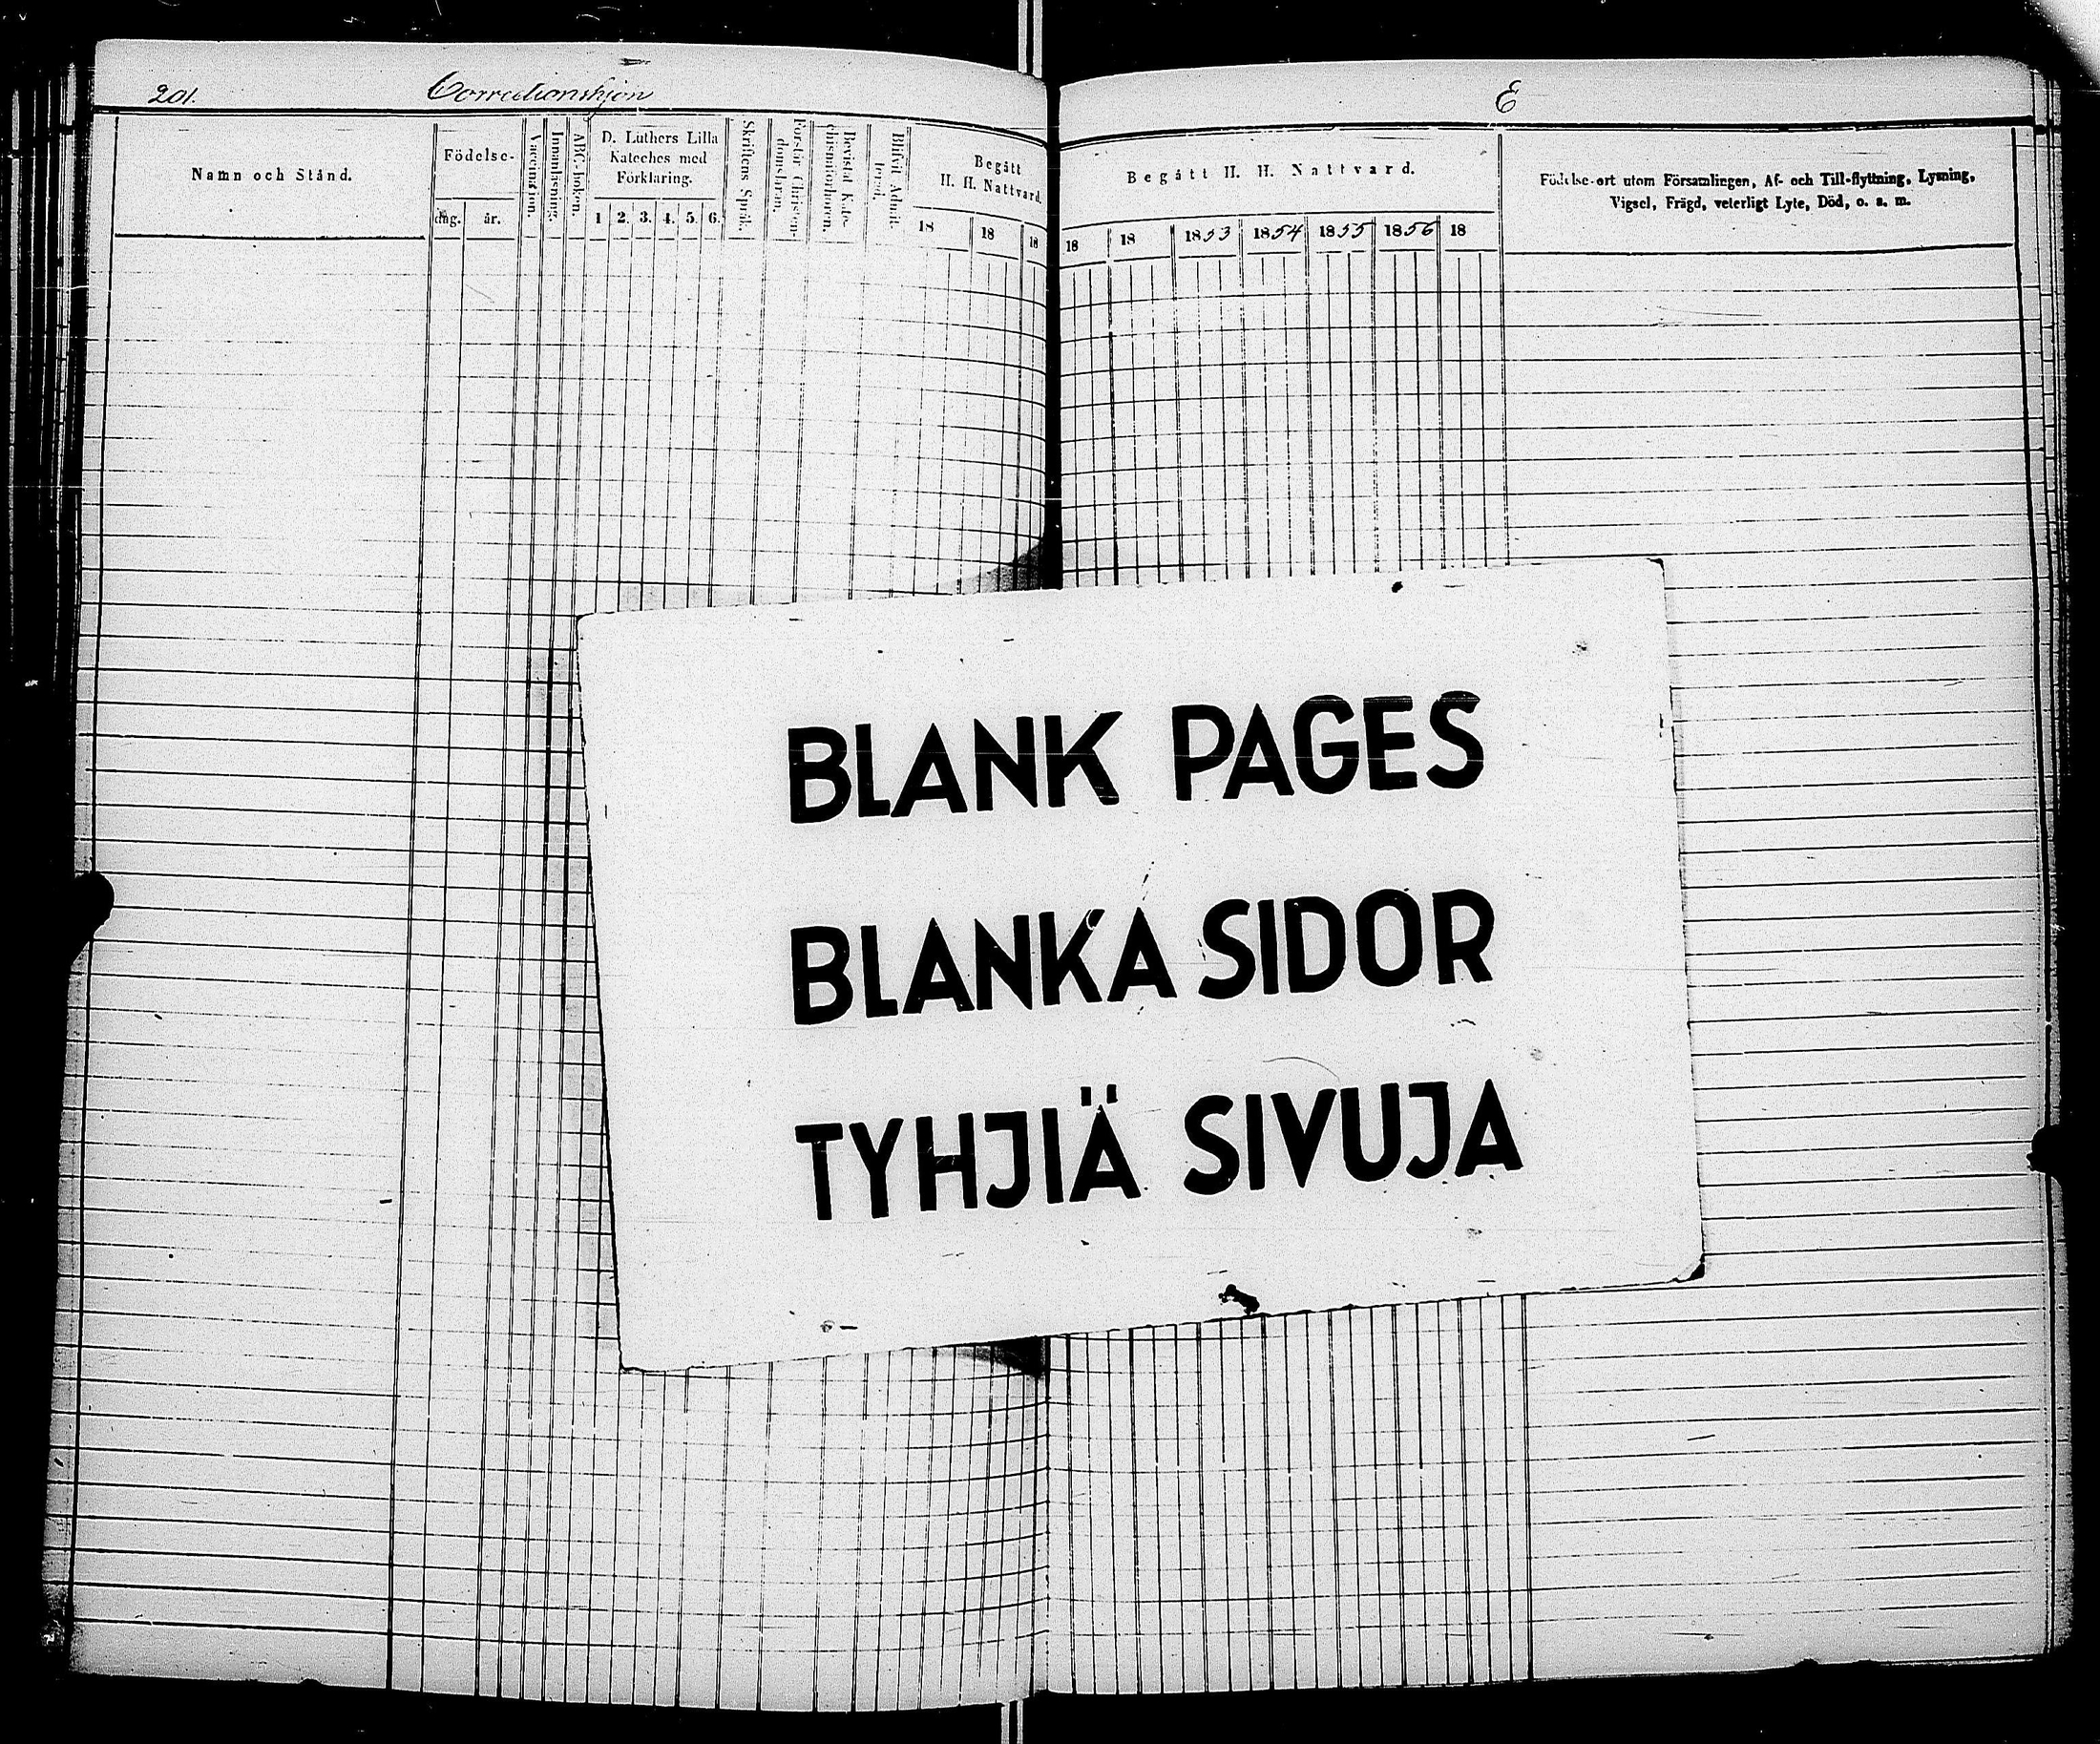 201. Correctionshjon
Namn och Stånd.
Födelse-
dag. år.
Vaccination.
Innanläsning.
ABC-boken.
D. Luthers Lilla
Kateches med
Förklaring.
1 2. 3. 4. 5. 6.
Skriftens Språk.
Förstår Christen-
domsläran.
Bevistat Kate-
chismiförhören.
Blifvit Admit-
terad.
Begått
H. H. Nattvard.
18 18 18
E
Begått H. H. Nattvard.
18 18 1853 1854 1855 1856 18
Födelse-ort utom Församlingen, Af- och Till-flyttning, Lysning,
Vigsel, Frägd, veterligt Lyte, Död, o. s. m.
BLANK PAGES
BLANKA SIDOR
TYHJIÄ SIVUJA